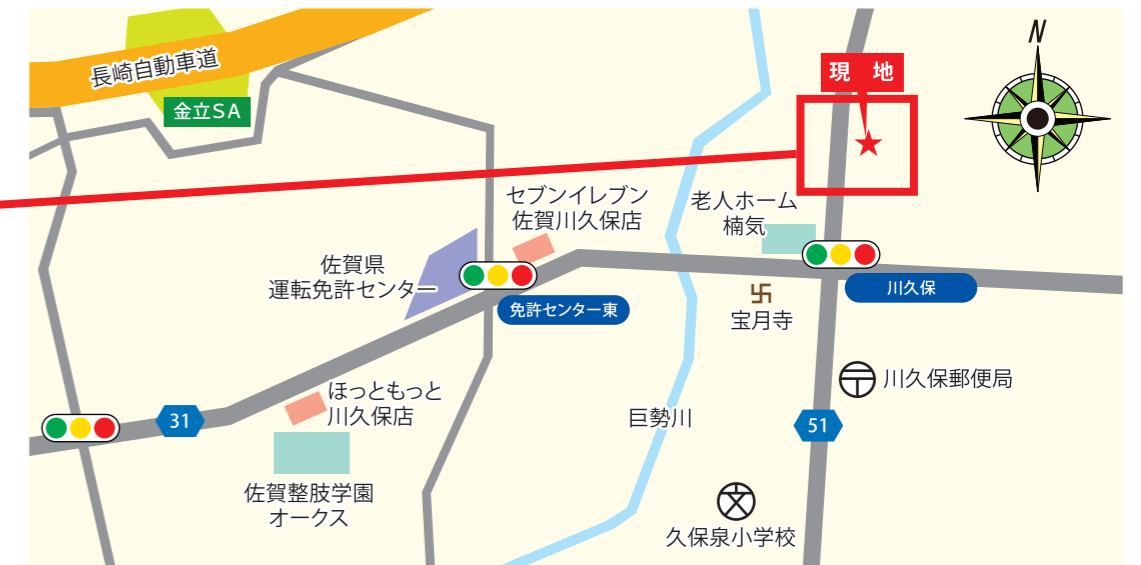 N
長崎自動車道
金立SA
現 地
セブンイレブン
佐賀川久保店
老人ホーム
楠気
佐賀県
運転免許センター
免許センター東
川久保
卐
宝月寺
ほっともっと
川久保店
川久保郵便局
31
巨勢川
51
佐賀整肢学園
オークス
文
久保泉小学校